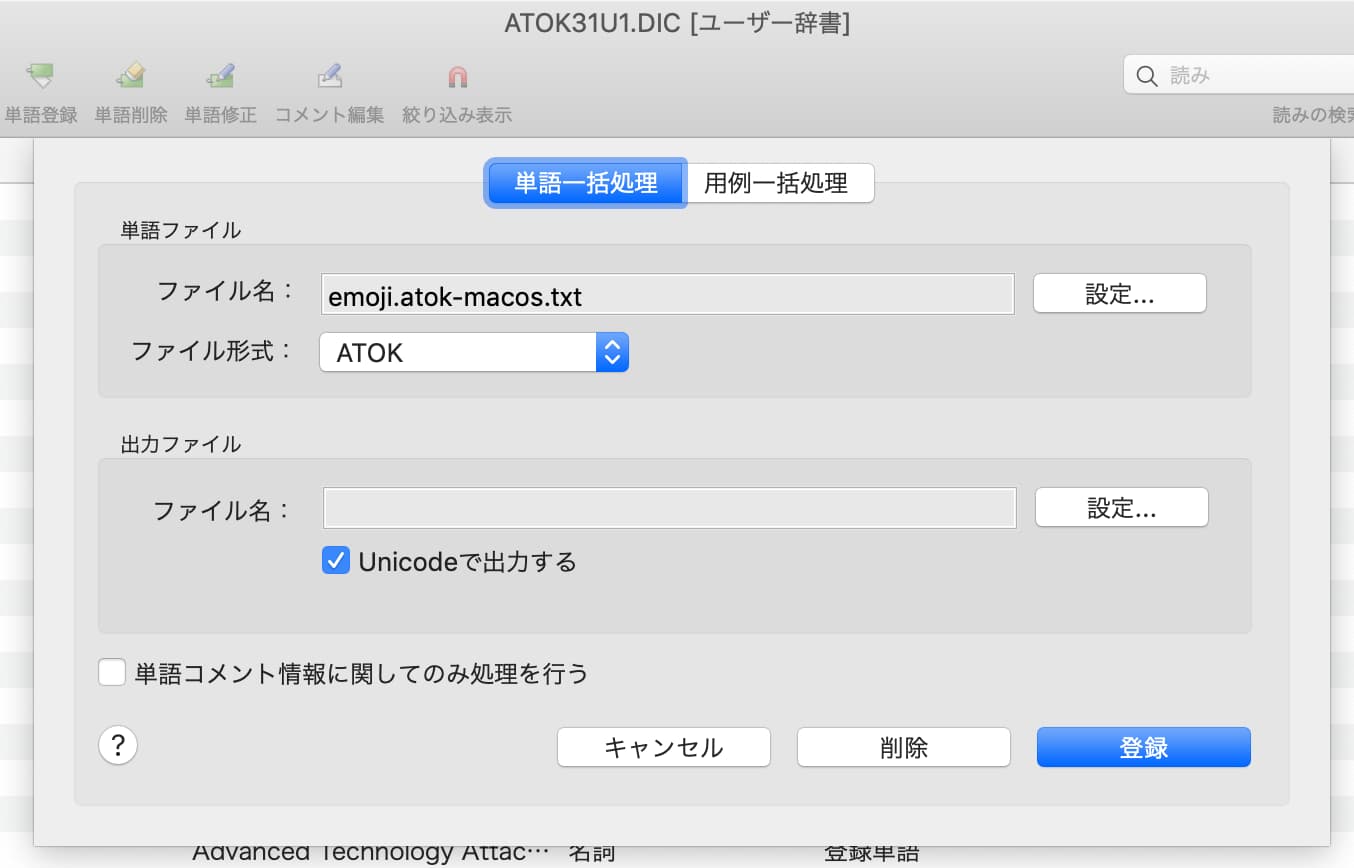 ATOK31U1.DIC [ユーザー辞書]
単語登録 単語削除 単語修正 コメント編集 絞り込み表示
読み
読みの検索
単語一括処理 用例一括処理
単語ファイル
ファイル名： emoji.atok-macos.txt 設定...
ファイル形式： ATOK
出力ファイル
ファイル名： 設定...
Unicodeで出力する
単語コメント情報に関してのみ処理を行う
? キャンセル 削除 登録
Advanced Technology Attac… 名詞 登録単語